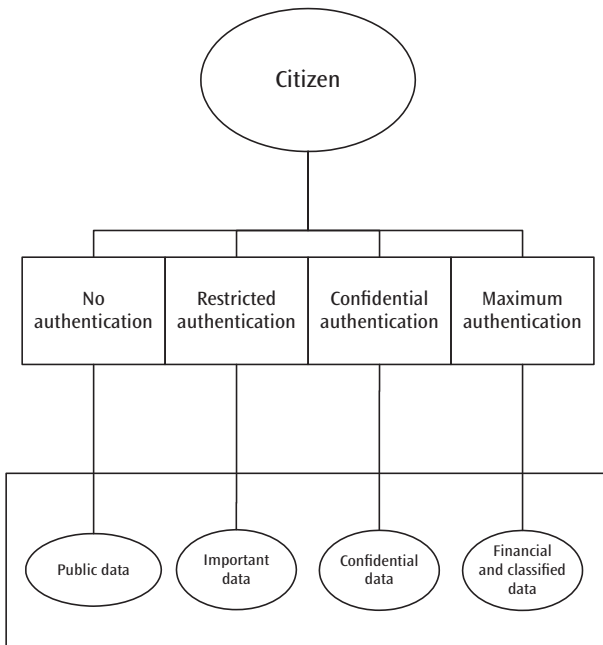 Citizen
No
authentication
Restricted
authentication
Confidential
authentication
Maximum
authentication
Public data
Important
data
Confidential
data
Financial
and classified
data